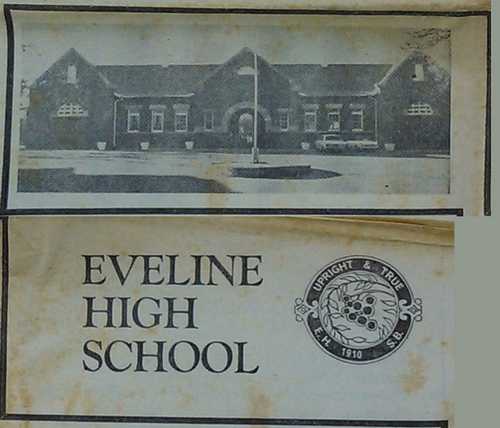 EVELINE
HIGH
SCHOOL
UPRIGHT & TRUE
E.H. 1910 S.B.